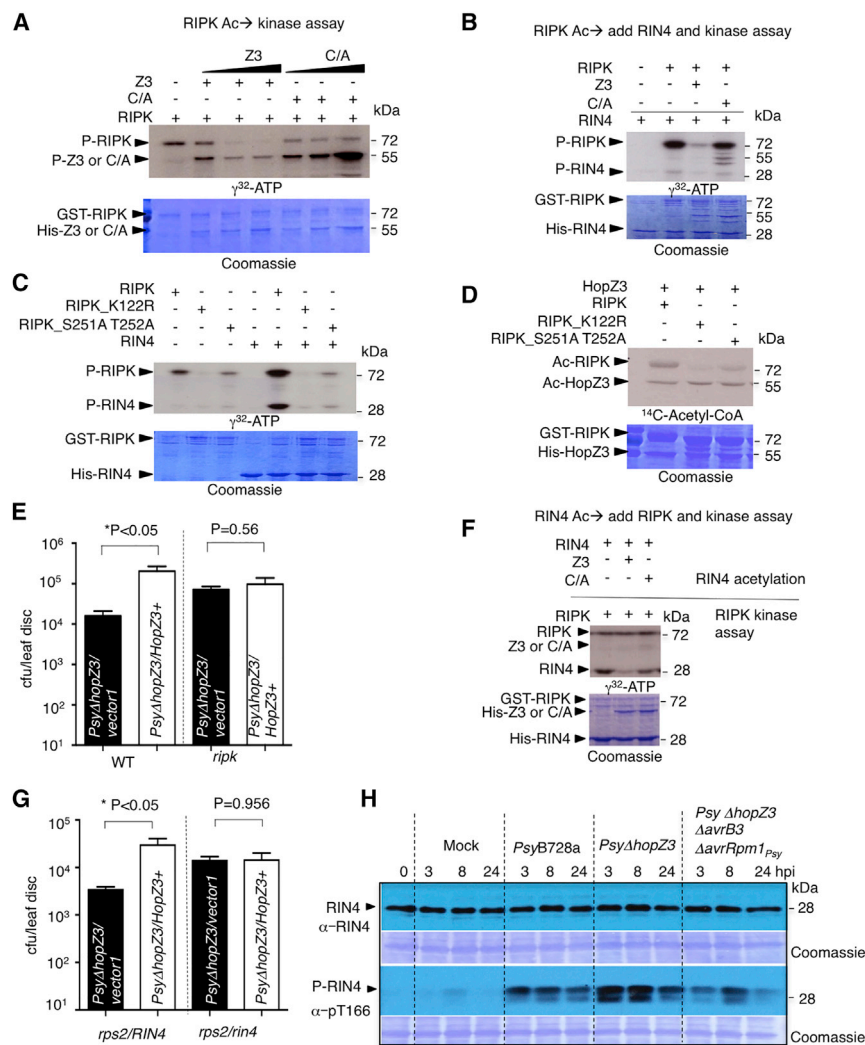 A
RIPK Ac→ kinase assay
Z3
C/A
Z3 - + + + - - -
C/A - - - - + + +
kDa
RIPK + + + + + + +
P-RIPK
72
P-Z3 or C/A
55
γ³²-ATP
GST-RIPK
72
His-Z3 or C/A
55
Coomassie
B
RIPK Ac→ add RIN4 and kinase assay
RIPK - + + +
Z3 - - + -
C/A - - - +
kDa
RIN4 + + + +
P-RIPK
72
55
P-RIN4
28
γ³²-ATP
GST-RIPK
72
55
His-RIN4
28
Coomassie
C
RIPK + - - - + - -
RIPK_K122R - + - - - + -
RIPK_S251A T252A - - + - - - +
RIN4 - - - + + + +
kDa
P-RIPK
72
P-RIN4
28
γ³²-ATP
GST-RIPK
72
His-RIN4
28
Coomassie
D
HopZ3 + + +
RIPK + - -
RIPK_K122R - + -
RIPK_S251A T252A - - +
kDa
Ac-RIPK
72
Ac-HopZ3
55
¹⁴C-Acetyl-CoA
GST-RIPK
72
His-HopZ3
55
Coomassie
E
*P<0.05
P=0.56
cfu/leaf disc
10⁶
10⁵
10⁴
10³
10²
10¹
PsyΔhopZ3/
vector1
PsyΔhopZ3/HopZ3+
PsyΔhopZ3/
vector1
PsyΔhopZ3/
HopZ3+
WT
ripk
F
RIN4 Ac→ add RIPK and kinase assay
RIN4 + + +
Z3 - + -
C/A - - +
RIN4 acetylation
RIPK + + +
kDa
RIPK kinase
assay
RIPK
72
Z3 or C/A
RIN4
28
γ³²-ATP
GST-RIPK
72
His-Z3 or C/A
His-RIN4
28
Coomassie
G
* P<0.05
P=0.956
cfu/leaf disc
10⁵
10⁴
10³
10²
10¹
PsyΔhopZ3/
vector1
PsyΔhopZ3/HopZ3+
PsyΔhopZ3/vector1
PsyΔhopZ3/HopZ3+
rps2/RIN4
rps2/rin4
H
Mock
PsyB728a
PsyΔhopZ3
Psy ΔhopZ3
ΔavrB3
ΔavrRpm1Psy
0 3 8 24 3 8 24 3 8 24 3 8 24 hpi
kDa
RIN4
28
α-RIN4
Coomassie
P-RIN4
28
α-pT166
Coomassie